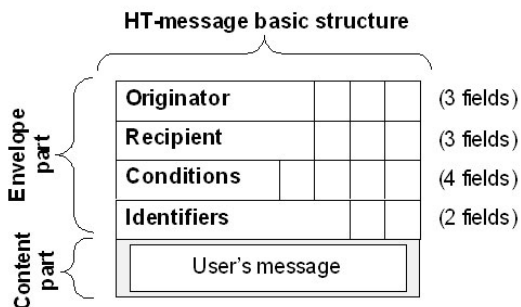 HT-message basic structure
Originator (3 fields)
Recipient (3 fields)
Conditions (4 fields)
Identifiers (2 fields)
User's message
Envelope
part
Content
part